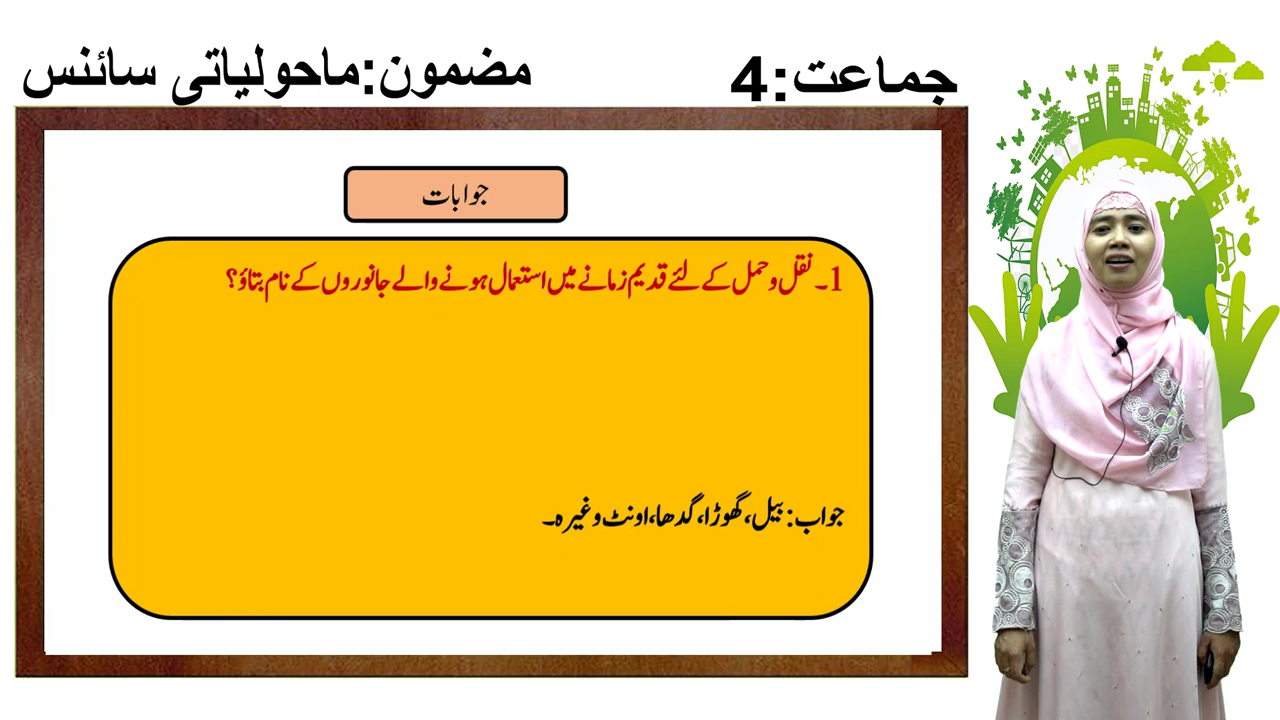 جماعت:4
مضمون:ماحولیاتی سائنس
جوابات
1۔ نقل و حمل کے لئے قدیم زمانے میں استعمال ہونے والے جانوروں کے نام بتاؤ؟
جواب: بیل، گھوڑا، گدھا، اونٹ وغیرہ۔